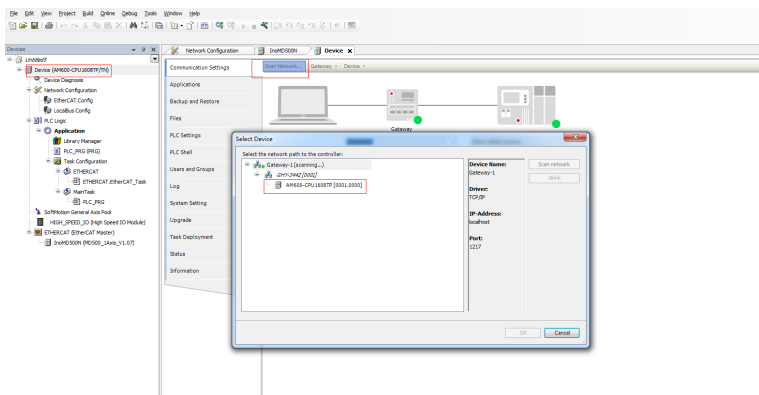 File Edit View Project Build Online Debug Tools Window Help
Devices
Untitled3
Device (AM600-CPU1608TP/TN)
Device Diagnosis
Network Configuration
EtherCAT Config
LocalBus Config
PLC Logic
Application
Library Manager
PLC_PRG (PRG)
Task Configuration
ETHERCAT
ETHERCAT.EtherCAT_Task
MainTask
PLC_PRG
SoftMotion General Axis Pool
HIGH_SPEED_IO (High Speed IO Module)
ETHERCAT (EtherCAT Master)
InoMD500N (MD500_1Axis_V1.07)
Network Configuration InoMD500N Device X
Communication Settings
Applications
Backup and Restore
Files
PLC Settings
PLC Shell
Users and Groups
Log
System Setting
Upgrade
Task Deployment
Status
Information
Scan Network... Gateway Device
Gateway
Select Device
Select the network path to the controller:
Gateway-1 (scanning...)
GHY-3442 [0001]
AM600-CPU1608TP [0001.0000]
Device Name:
Gateway-1
Driver:
TCP/IP
IP-Address:
localhost
Port:
1217
Scan network
Wink
OK Cancel